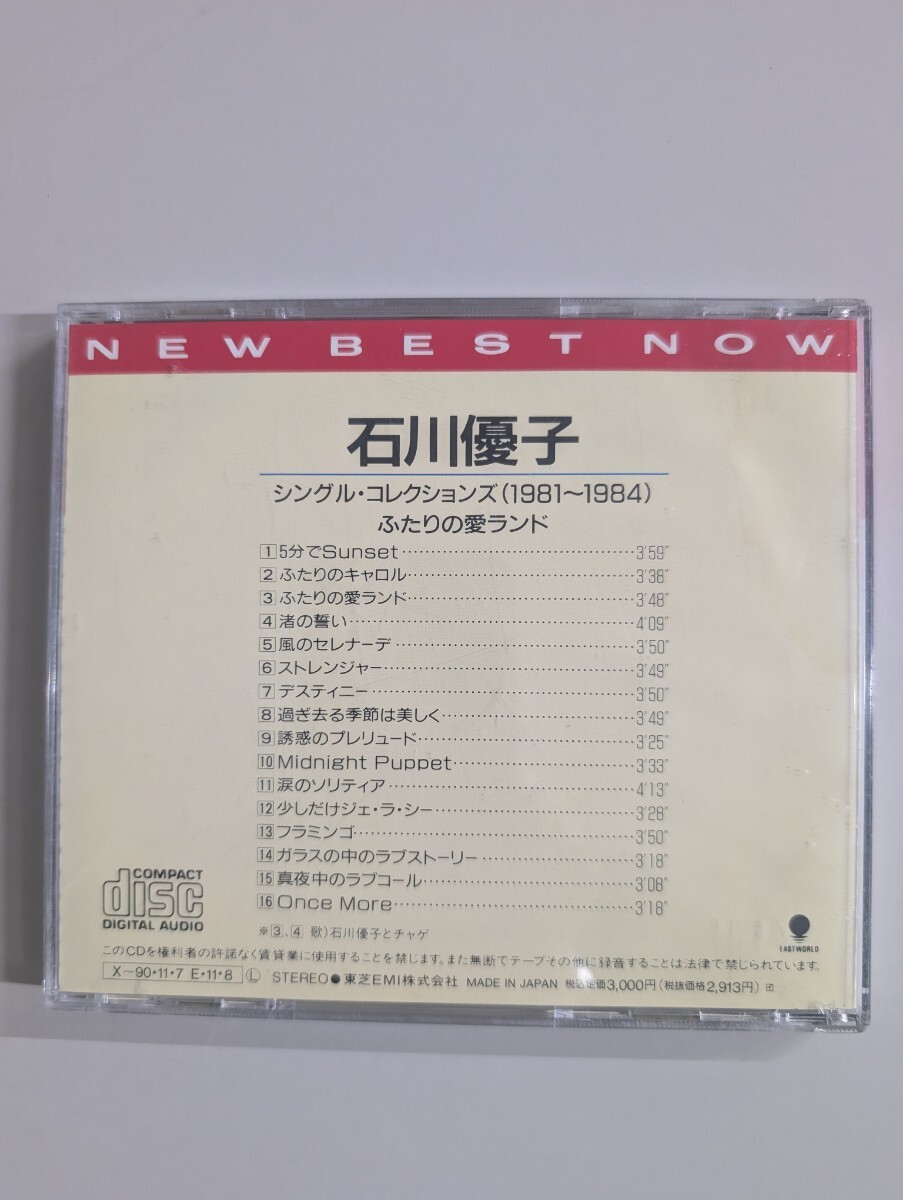 NEW BEST NOW
石川優子
シングル・コレクションズ(1981〜1984)
ふたりの愛ランド
1 5分でSunset 3'59"
2 ふたりのキャロル 3'38"
3 ふたりの愛ランド 3'48"
4 渚の誓い 4'09"
5 風のセレナーデ 3'50"
6 ストレンジャー 3'49"
7 デスティニー 3'50"
8 過ぎ去る季節は美しく 3'49"
9 誘惑のプレリュード 3'25"
10 Midnight Puppet 3'33"
11 涙のソリティア 4'13"
12 少しだけジェ・ラ・シー 3'28"
13 フラミンゴ 3'50"
14 ガラスの中のラブストーリー 3'18"
15 真夜中のラブコール 3'08"
16 Once More 3'18"
※3、4 歌)石川優子とチャゲ
COMPACT
disc
DIGITAL AUDIO
EASTWORLD
このCDを権利者の許諾なく賃貸業に使用することを禁じます。また無断でテープその他に録音することは法律で禁じられています。
X〜90・11・7 E・11・8 Ⓛ STEREO●東芝EMI株式会社 MADE IN JAPAN 税込定価3,000円(税抜価格2,913円)